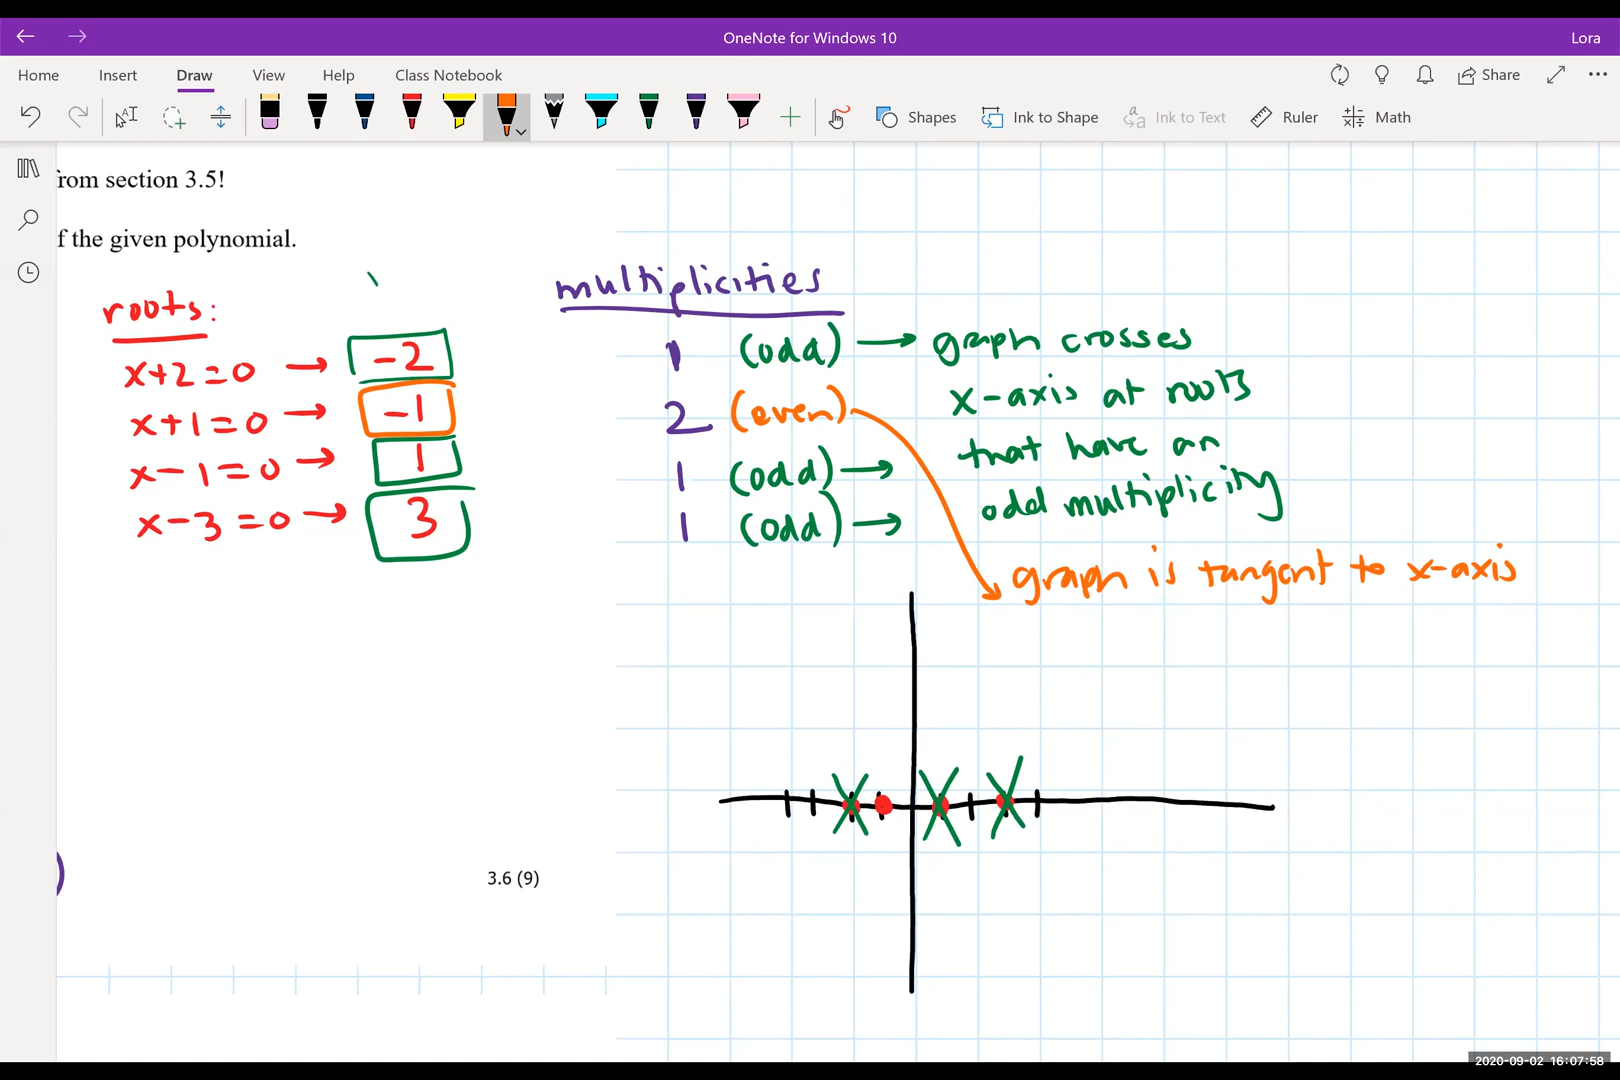 OneNote for Windows 10
Lora
Home Insert Draw View Help Class Notebook
Share
Shapes Ink to Shape Ink to Text Ruler Math
from section 3.5!
f the given polynomial.
roots:
x+2=0 → -2
x+1=0 → -1
x-1=0 → 1
x-3=0 → 3
multiplicities
1 (odd) → graph crosses
x-axis at roots
2 (even)
that have an
1 (odd) →
odd multiplicity
1 (odd) →
graph is tangent to x-axis
3.6 (9)
2020-09-02 16:07:58